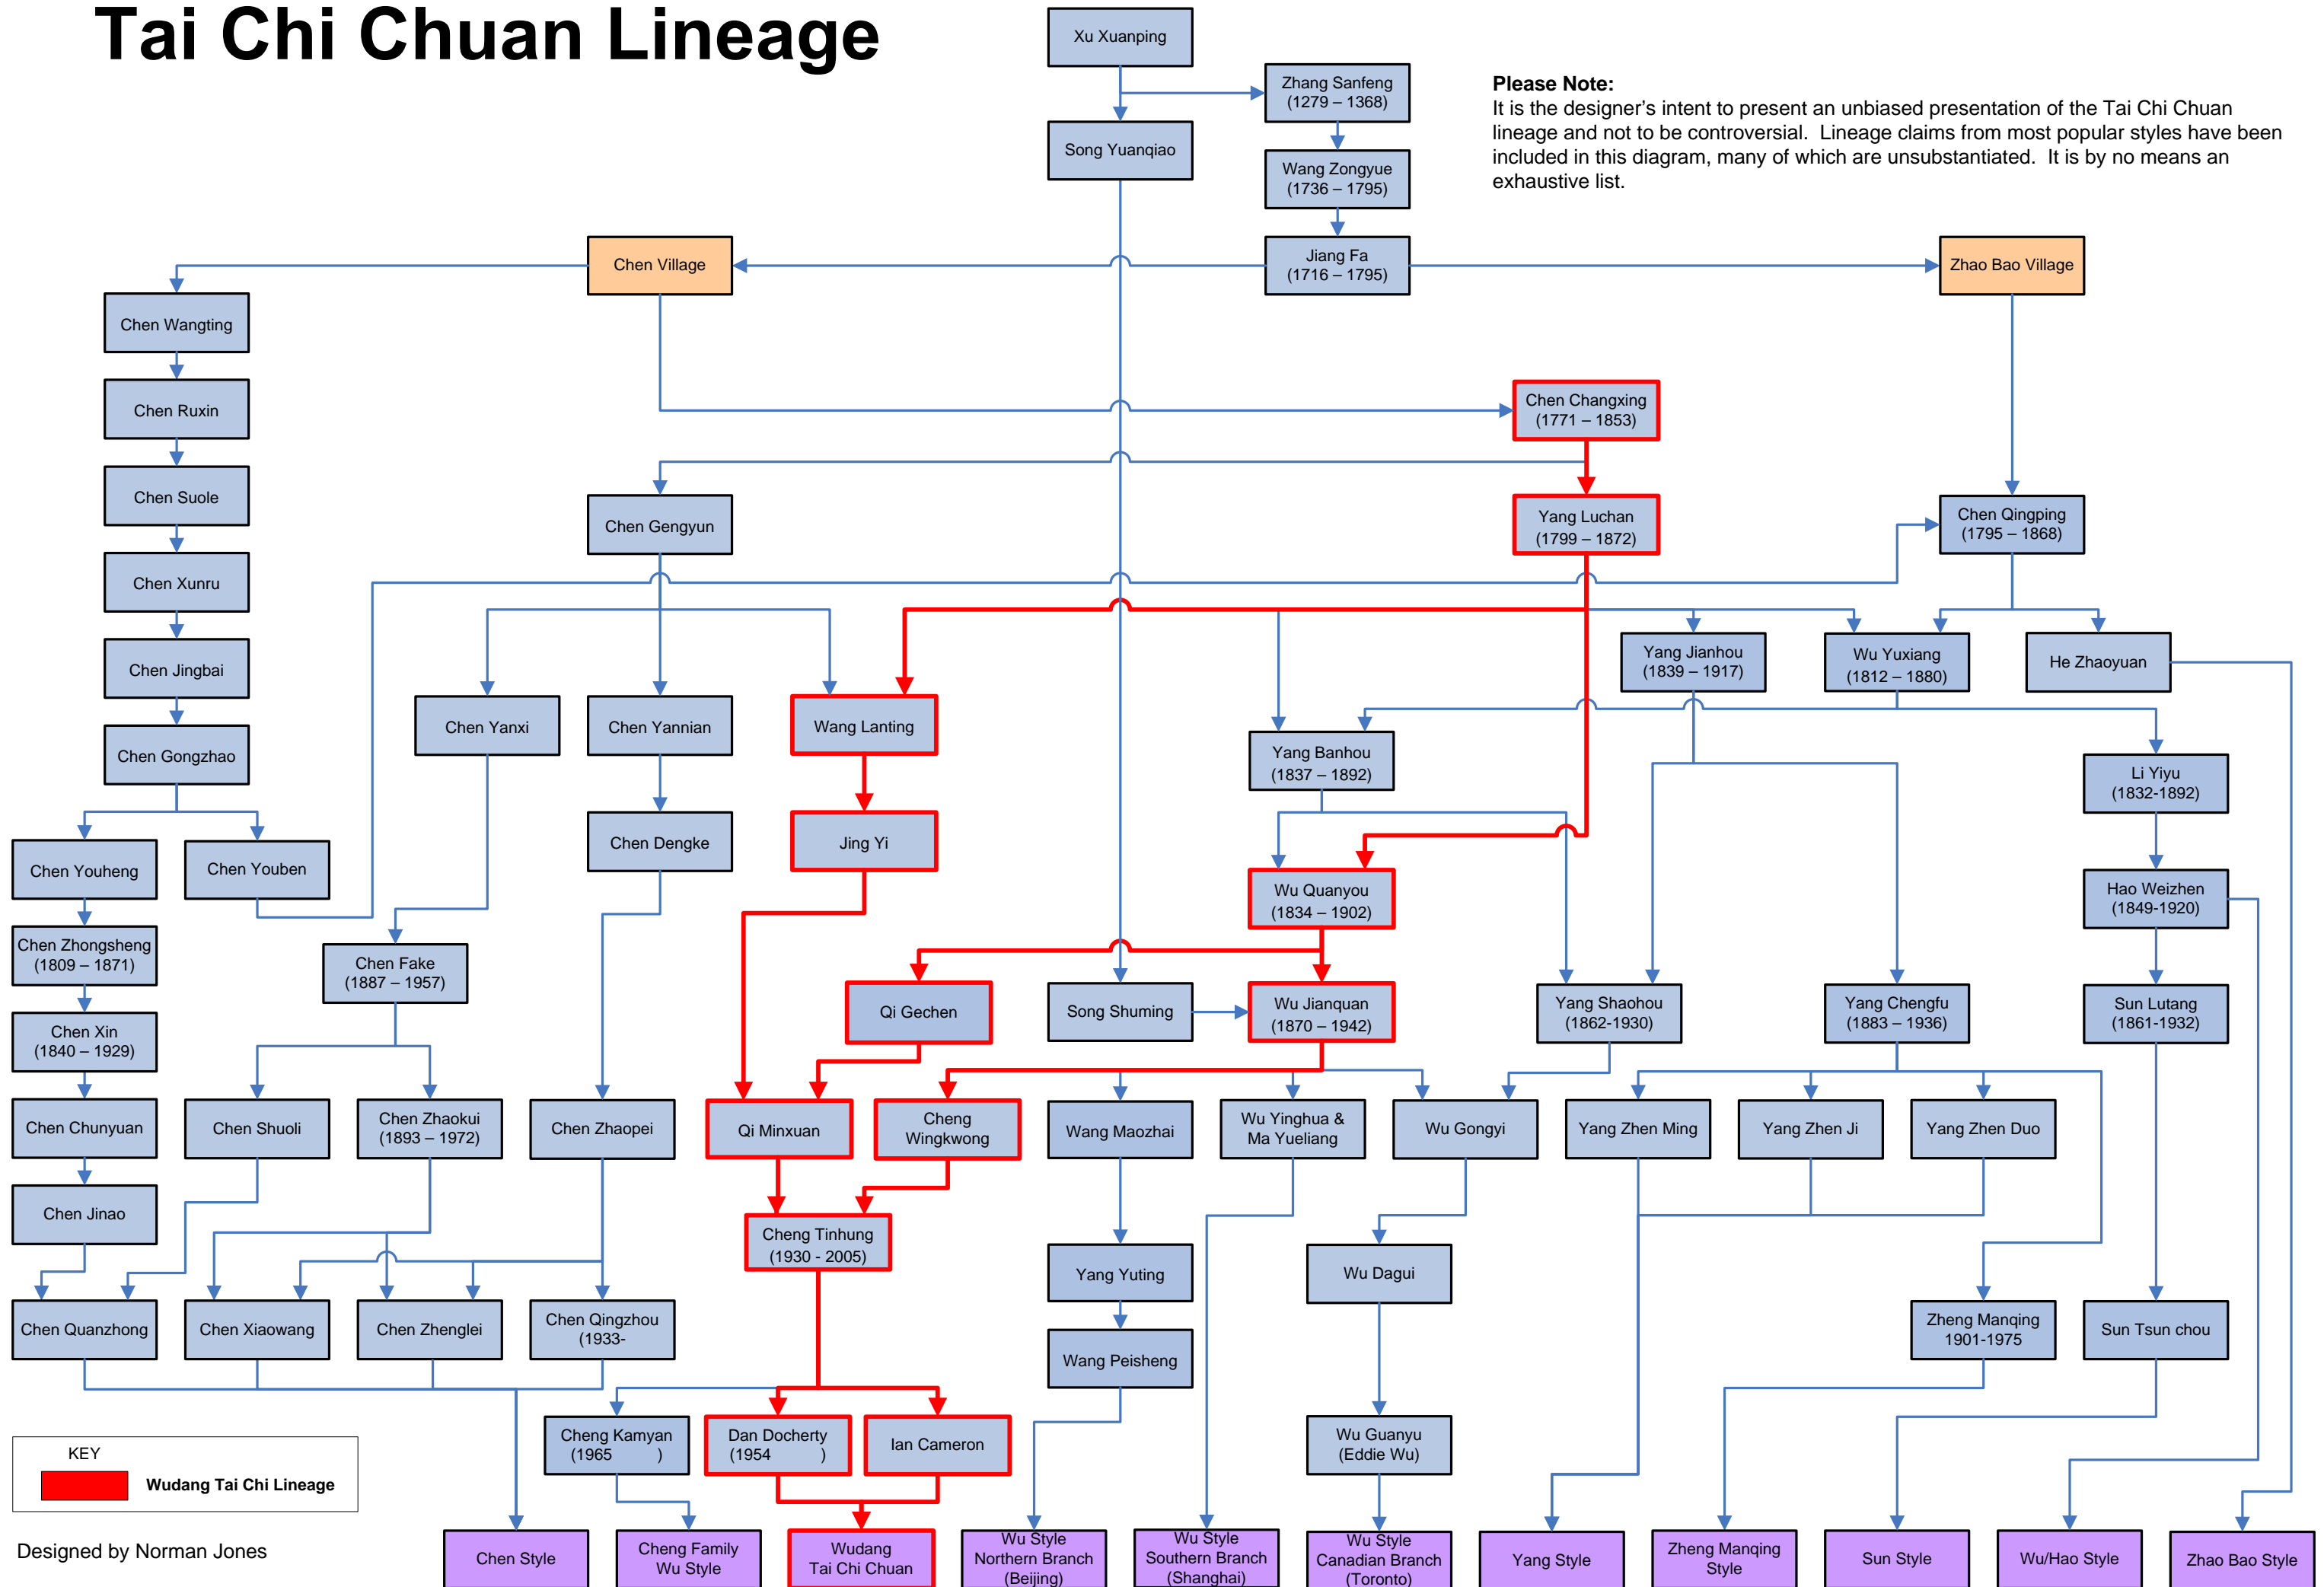 Tai Chi Chuan Lineage
Xu Xuanping
Zhang Sanfeng
(1279 – 1368)
Please Note:
It is the designer's intent to present an unbiased presentation of the Tai Chi Chuan
lineage and not to be controversial. Lineage claims from most popular styles have been
included in this diagram, many of which are unsubstantiated. It is by no means an
exhaustive list.
Song Yuanqiao
Wang Zongyue
(1736 – 1795)
Chen Village
Jiang Fa
(1716 – 1795)
Zhao Bao Village
Chen Wangting
Chen Ruxin
Chen Changxing
(1771 – 1853)
Chen Suole
Chen Gengyun
Yang Luchan
(1799 – 1872)
Chen Qingping
(1795 – 1868)
Chen Xunru
Chen Jingbai
Yang Jianhou
(1839 – 1917)
Wu Yuxiang
(1812 – 1880)
He Zhaoyuan
Chen Gongzhao
Chen Yanxi
Chen Yannian
Wang Lanting
Yang Banhou
(1837 – 1892)
Li Yiyu
(1832-1892)
Chen Youheng
Chen Youben
Chen Dengke
Jing Yi
Wu Quanyou
(1834 – 1902)
Hao Weizhen
(1849-1920)
Chen Zhongsheng
(1809 – 1871)
Chen Fake
(1887 – 1957)
Qi Gechen
Song Shuming
Wu Jianquan
(1870 – 1942)
Yang Shaohou
(1862-1930)
Yang Chengfu
(1883 – 1936)
Sun Lutang
(1861-1932)
Chen Xin
(1840 – 1929)
Chen Chunyuan
Chen Shuoli
Chen Zhaokui
(1893 – 1972)
Chen Zhaopei
Qi Minxuan
Cheng
Wingkwong
Wang Maozhai
Wu Yinghua &
Ma Yueliang
Wu Gongyi
Yang Zhen Ming
Yang Zhen Ji
Yang Zhen Duo
Chen Jinao
Cheng Tinhung
(1930 - 2005)
Yang Yuting
Wu Dagui
Chen Quanzhong
Chen Xiaowang
Chen Zhenglei
Chen Qingzhou
(1933-
Wang Peisheng
Zheng Manqing
1901-1975
Sun Tsun chou
Cheng Kamyan
(1965 )
Dan Docherty
(1954 )
Ian Cameron
Wu Guanyu
(Eddie Wu)
KEY
Wudang Tai Chi Lineage
Designed by Norman Jones
Chen Style
Cheng Family
Wu Style
Wudang
Tai Chi Chuan
Wu Style
Northern Branch
(Beijing)
Wu Style
Southern Branch
(Shanghai)
Wu Style
Canadian Branch
(Toronto)
Yang Style
Zheng Manqing
Style
Sun Style
Wu/Hao Style
Zhao Bao Style